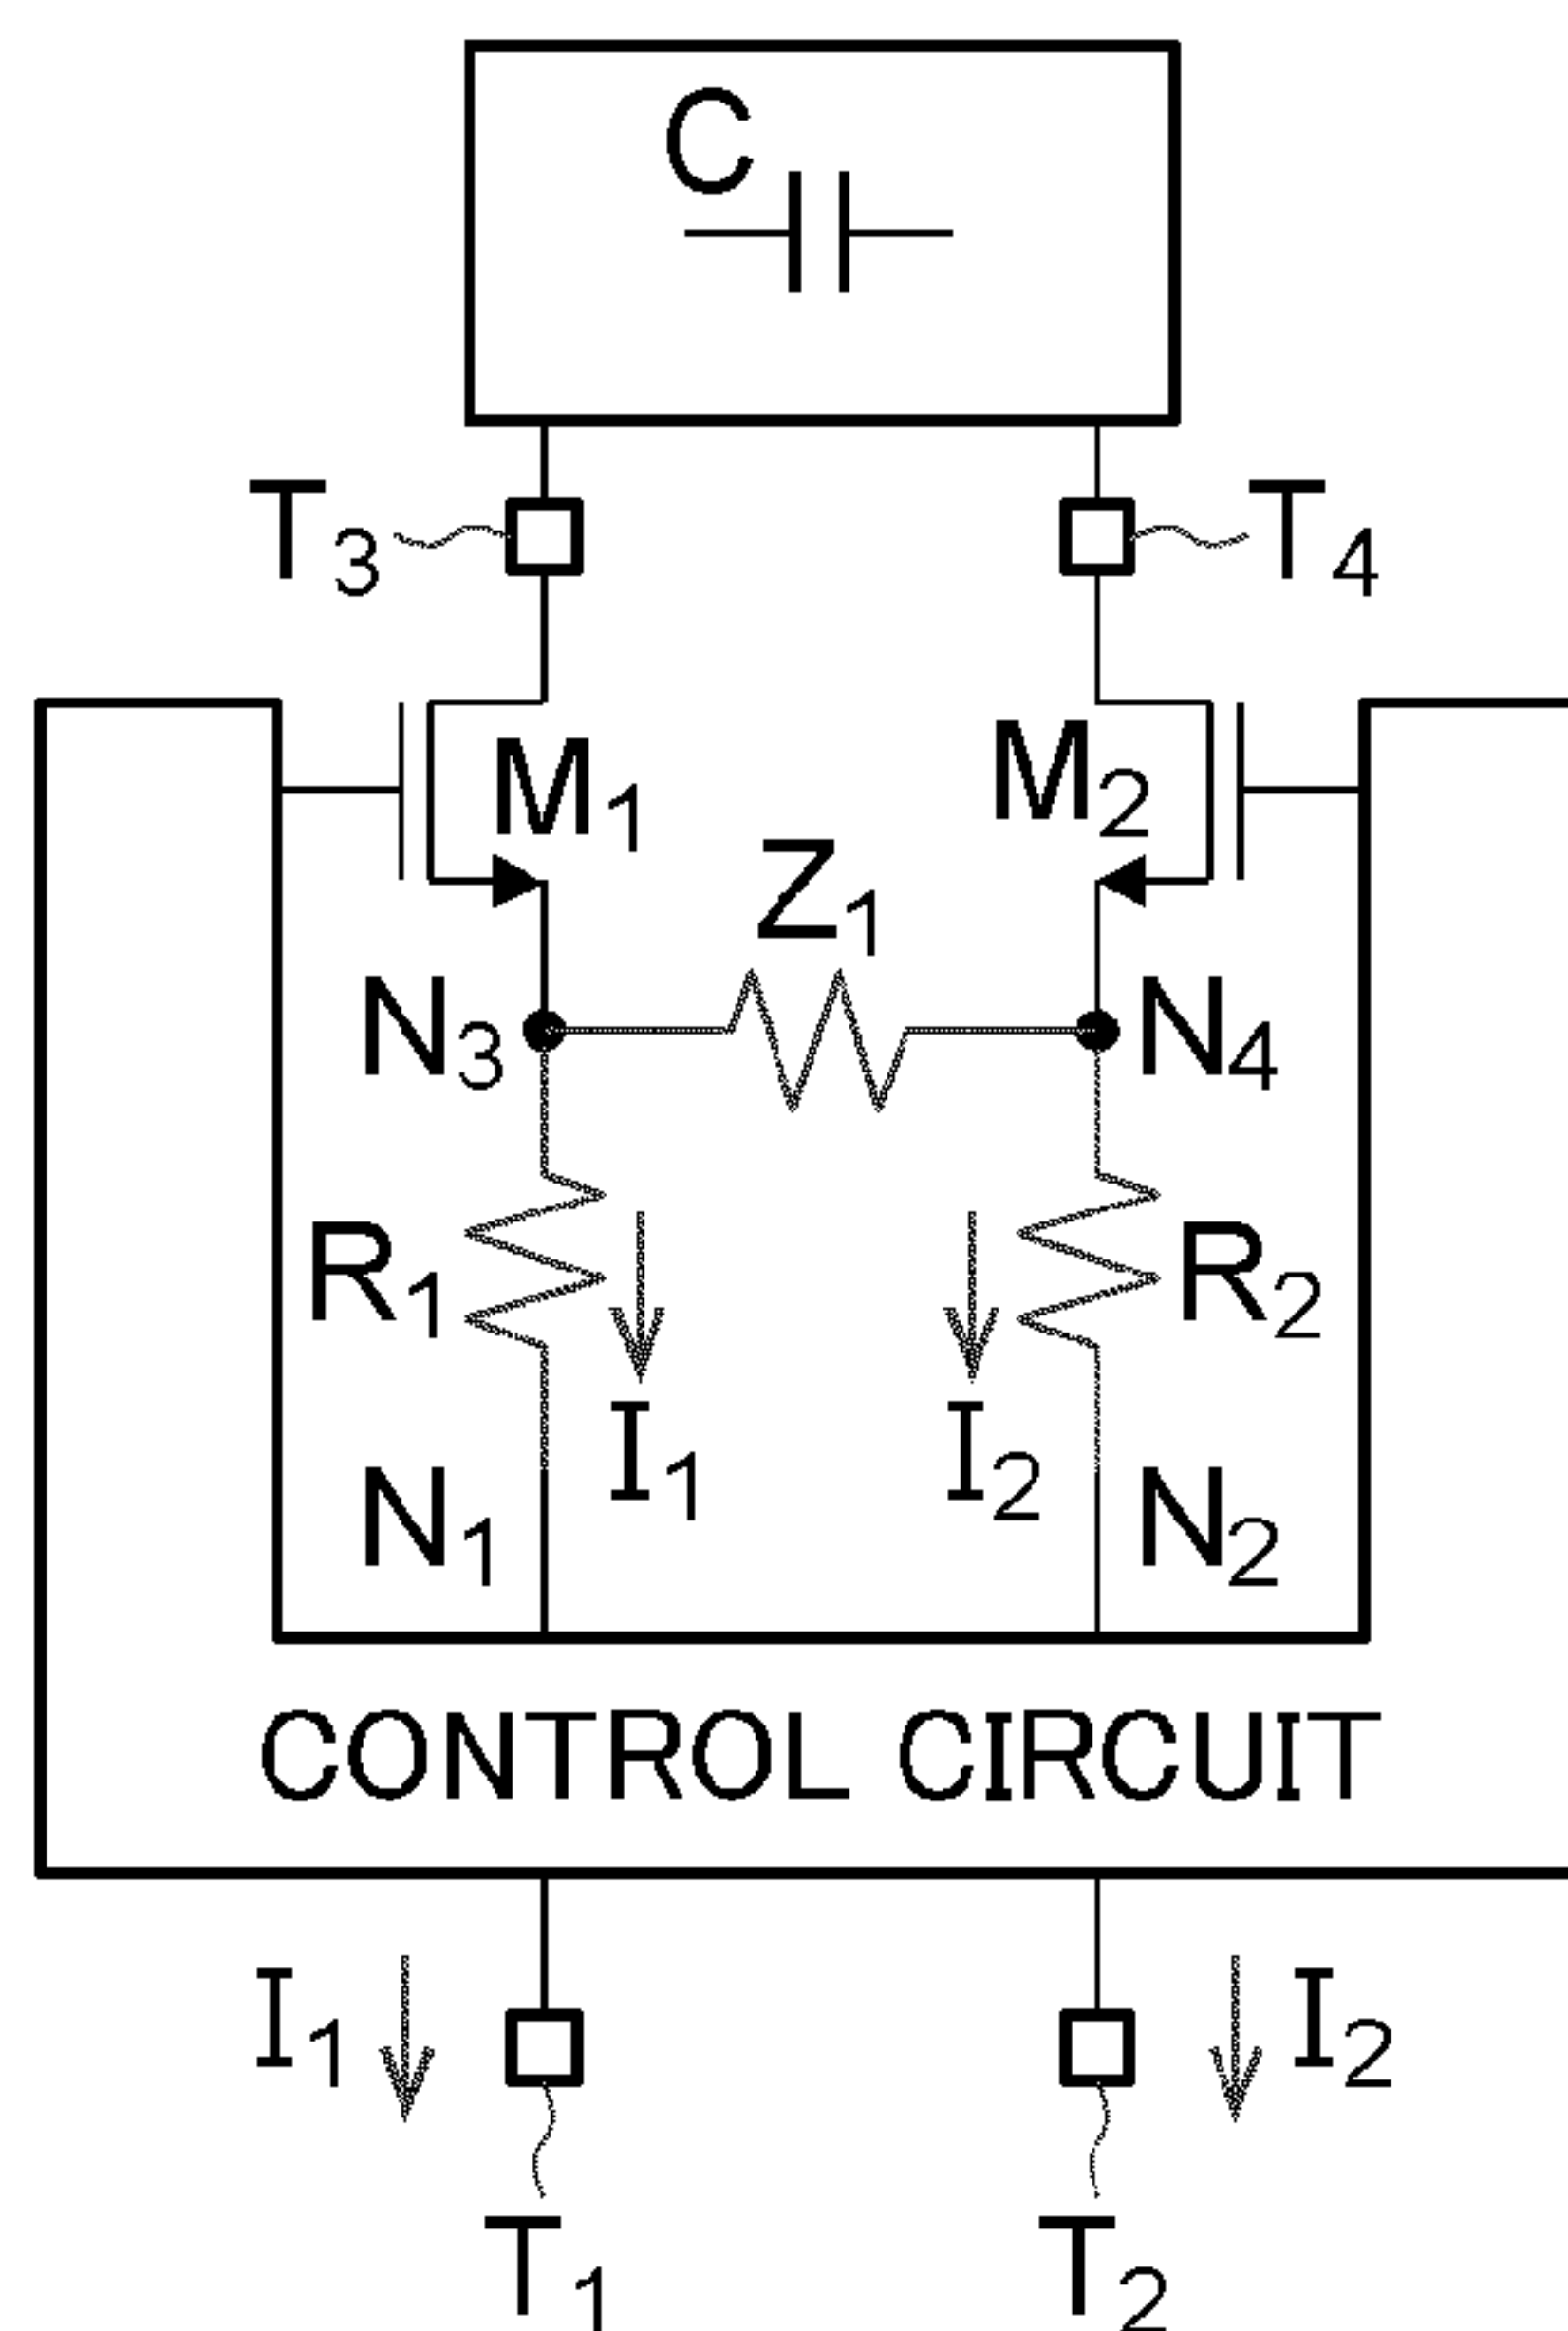 C
T3 T4
M1 M2
Z1
N3 N4
R1 R2
I1 I2
N1 N2
CONTROL CIRCUIT
I1 I2
T1 T2